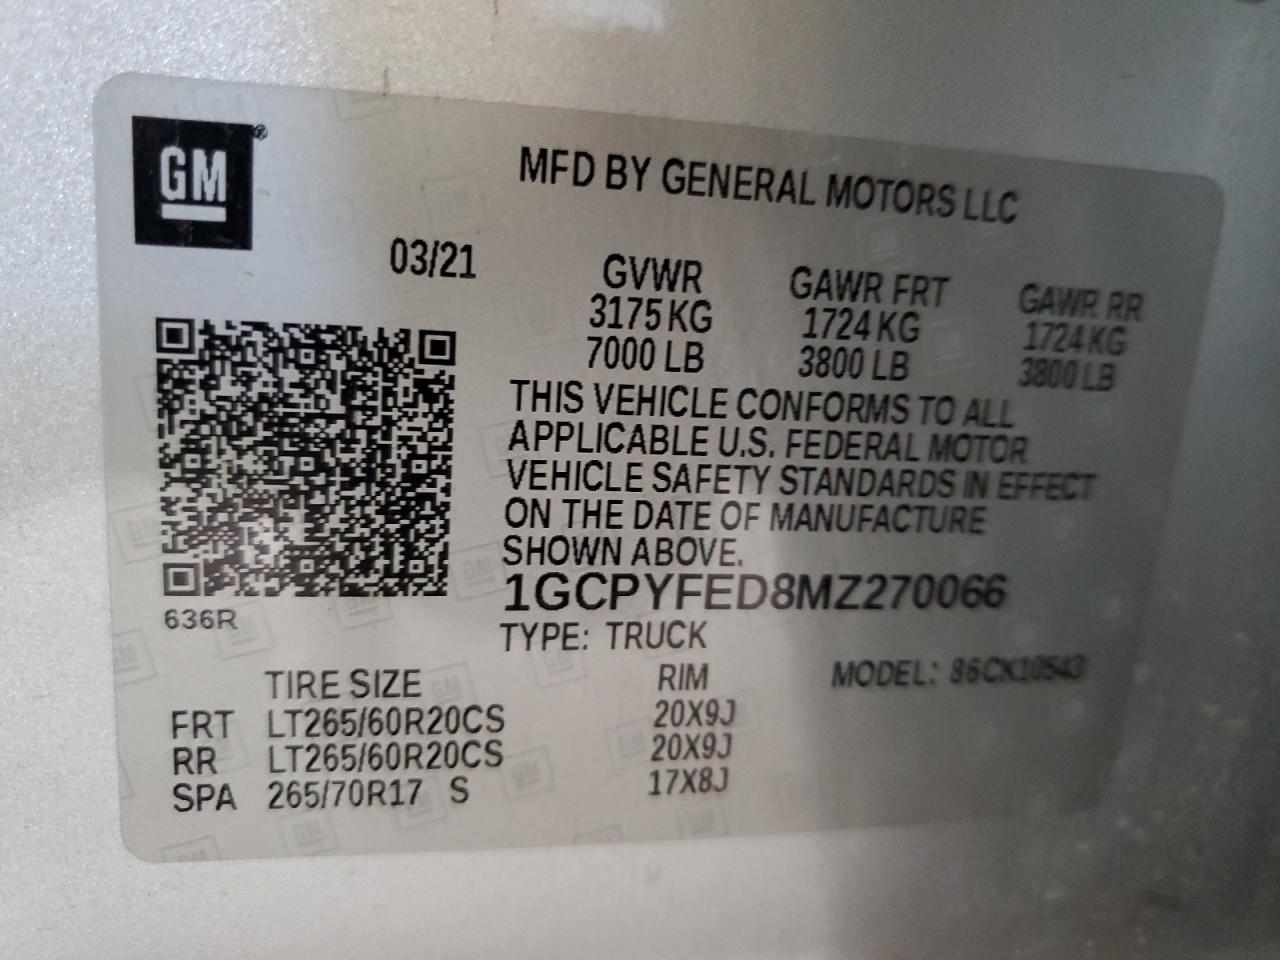 GM
®
MFD BY GENERAL MOTORS LLC
03/21
GVWR GAWR FRT GAWR RR
3175 KG 1724 KG 1724 KG
7000 LB 3800 LB 3800 LB
THIS VEHICLE CONFORMS TO ALL
APPLICABLE U.S. FEDERAL MOTOR
VEHICLE SAFETY STANDARDS IN EFFECT
ON THE DATE OF MANUFACTURE
SHOWN ABOVE.
1GCPYFED8MZ270066
636R
TYPE: TRUCK
TIRE SIZE RIM MODEL: 86CK10543
FRT LT265/60R20CS 20X9J
RR LT265/60R20CS 20X9J
SPA 265/70R17 S 17X8J